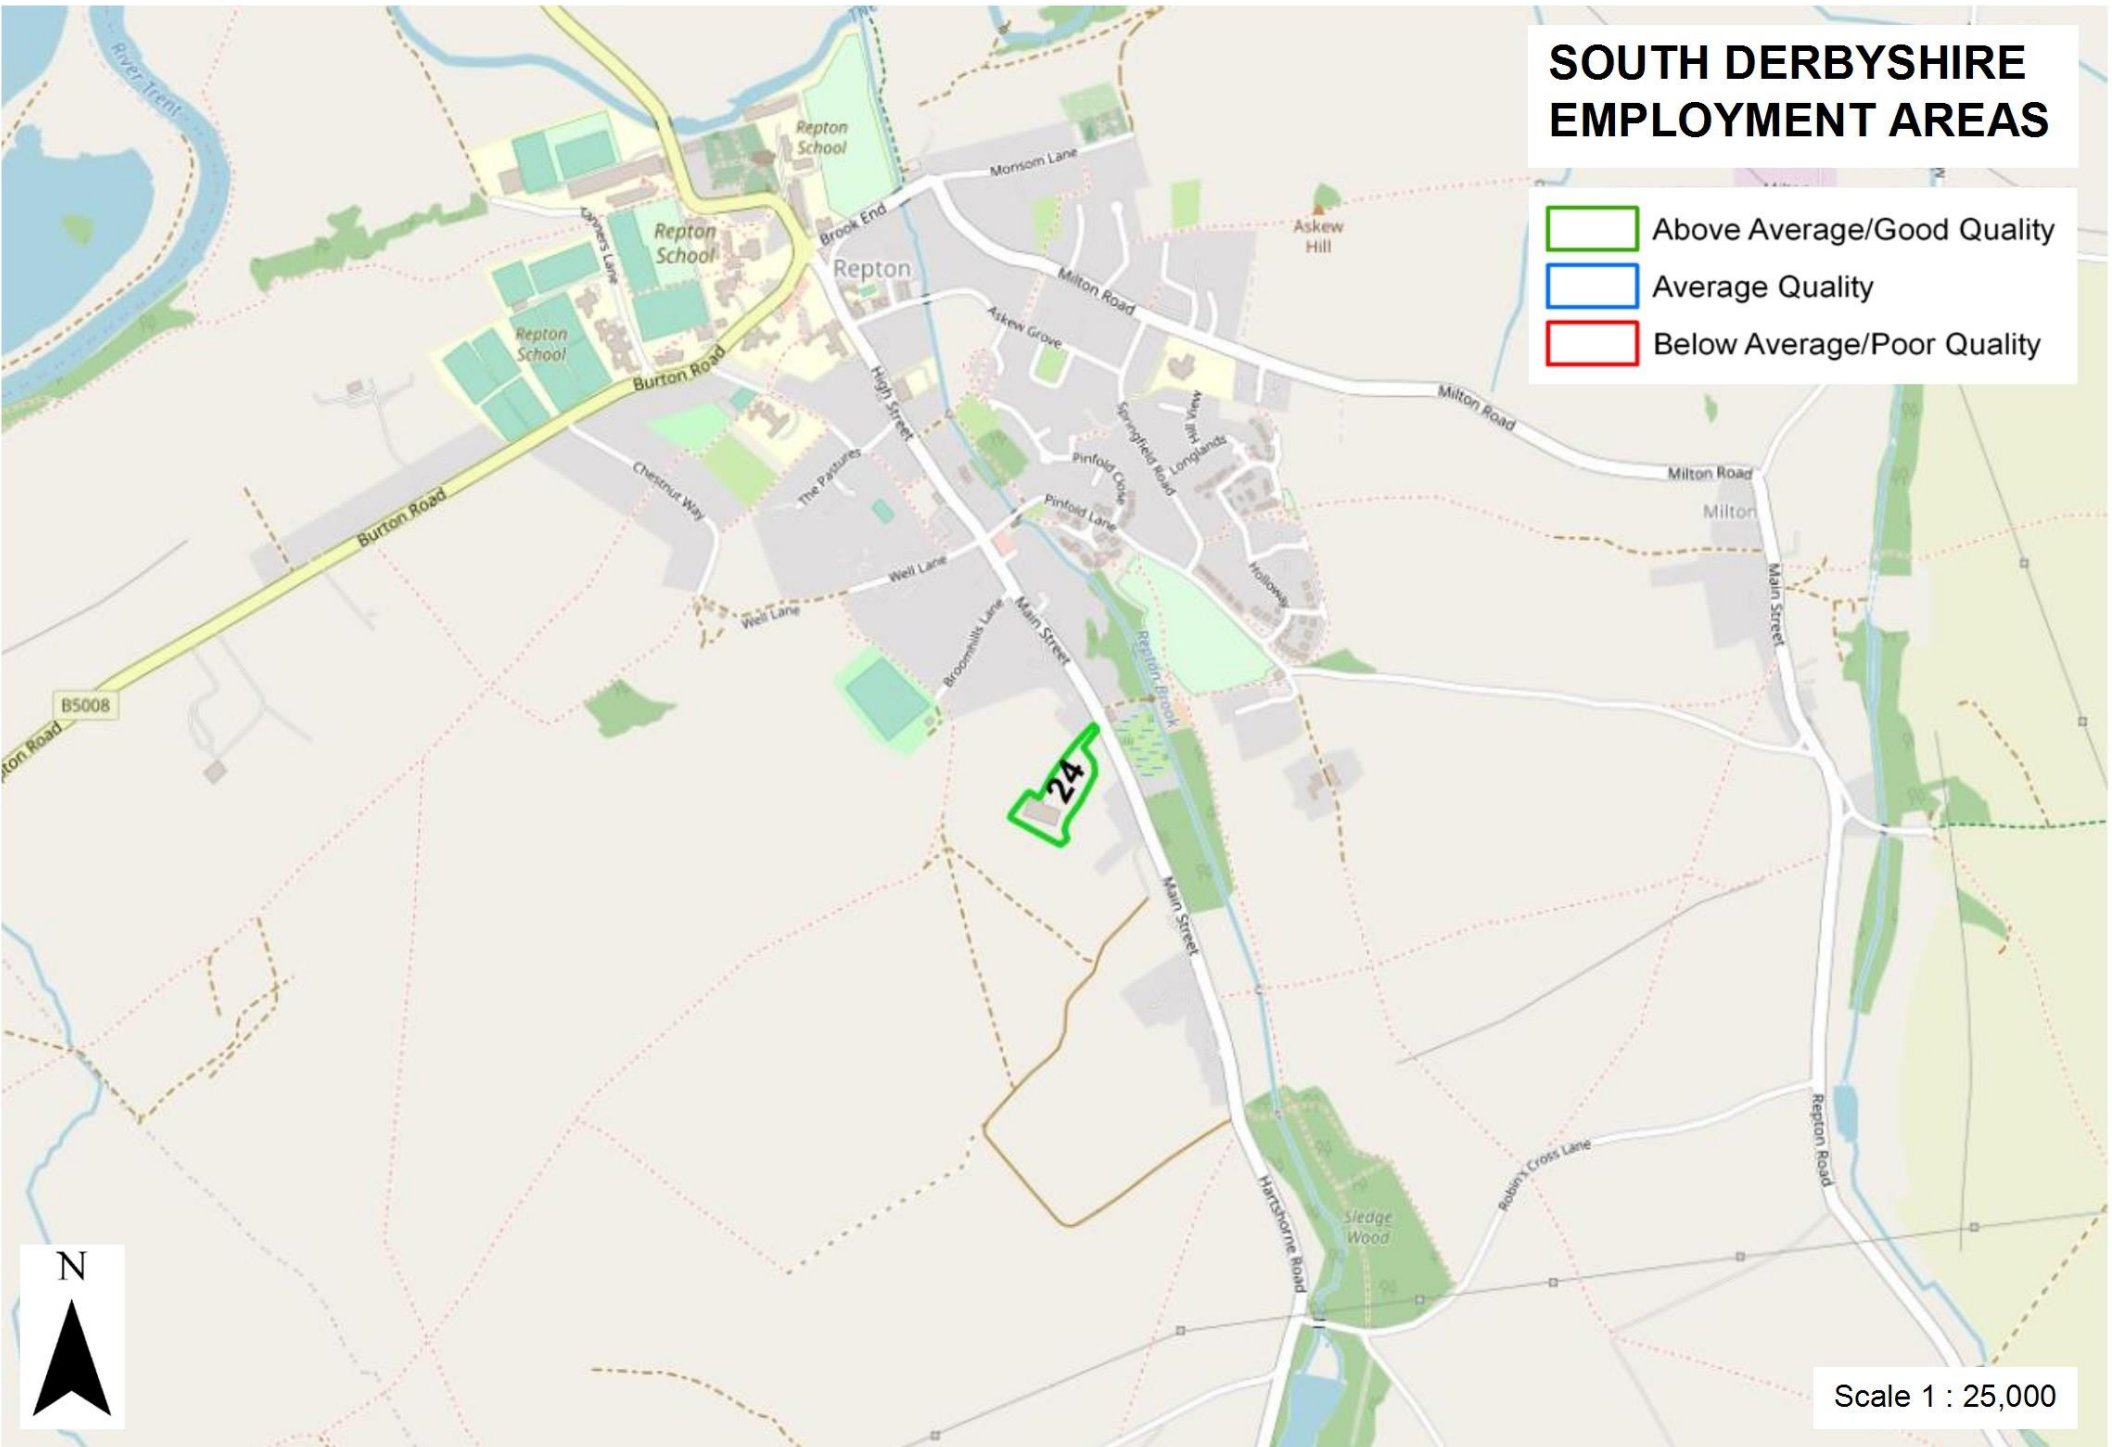 SOUTH DERBYSHIRE
EMPLOYMENT AREAS
Above Average/Good Quality
Average Quality
Below Average/Poor Quality
River Trent
Repton
School
Monsom Lane
Brook End
Tanners Lane
Repton
School
Repton
Askew
Hill
Milton Road
Askew Grove
Repton
School
Burton Road
High Street
Milton Road
Springfield Road
Hill View
Longlands
Pinfold Close
The Pastures
Chestnut Way
Milton Road
Milton
Burton Road
Pinfold Lane
Well Lane
Holloway
Main Street
Well Lane
Broomhills Lane
Main Street
Repton Brook
B5008
24
Main Street
Repton Road
Robin's Cross Lane
Hartshorne Road
Sledge
Wood
N
Scale 1 : 25,000